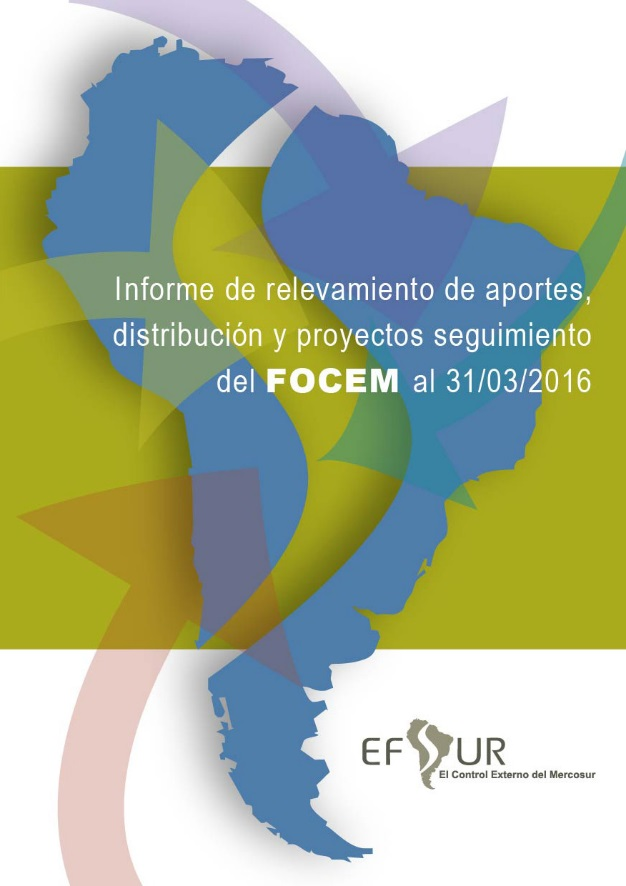 Informe de relevamiento de aportes,
distribución y proyectos seguimiento
del FOCEM al 31/03/2016
EFSUR
El Control Externo del Mercosur